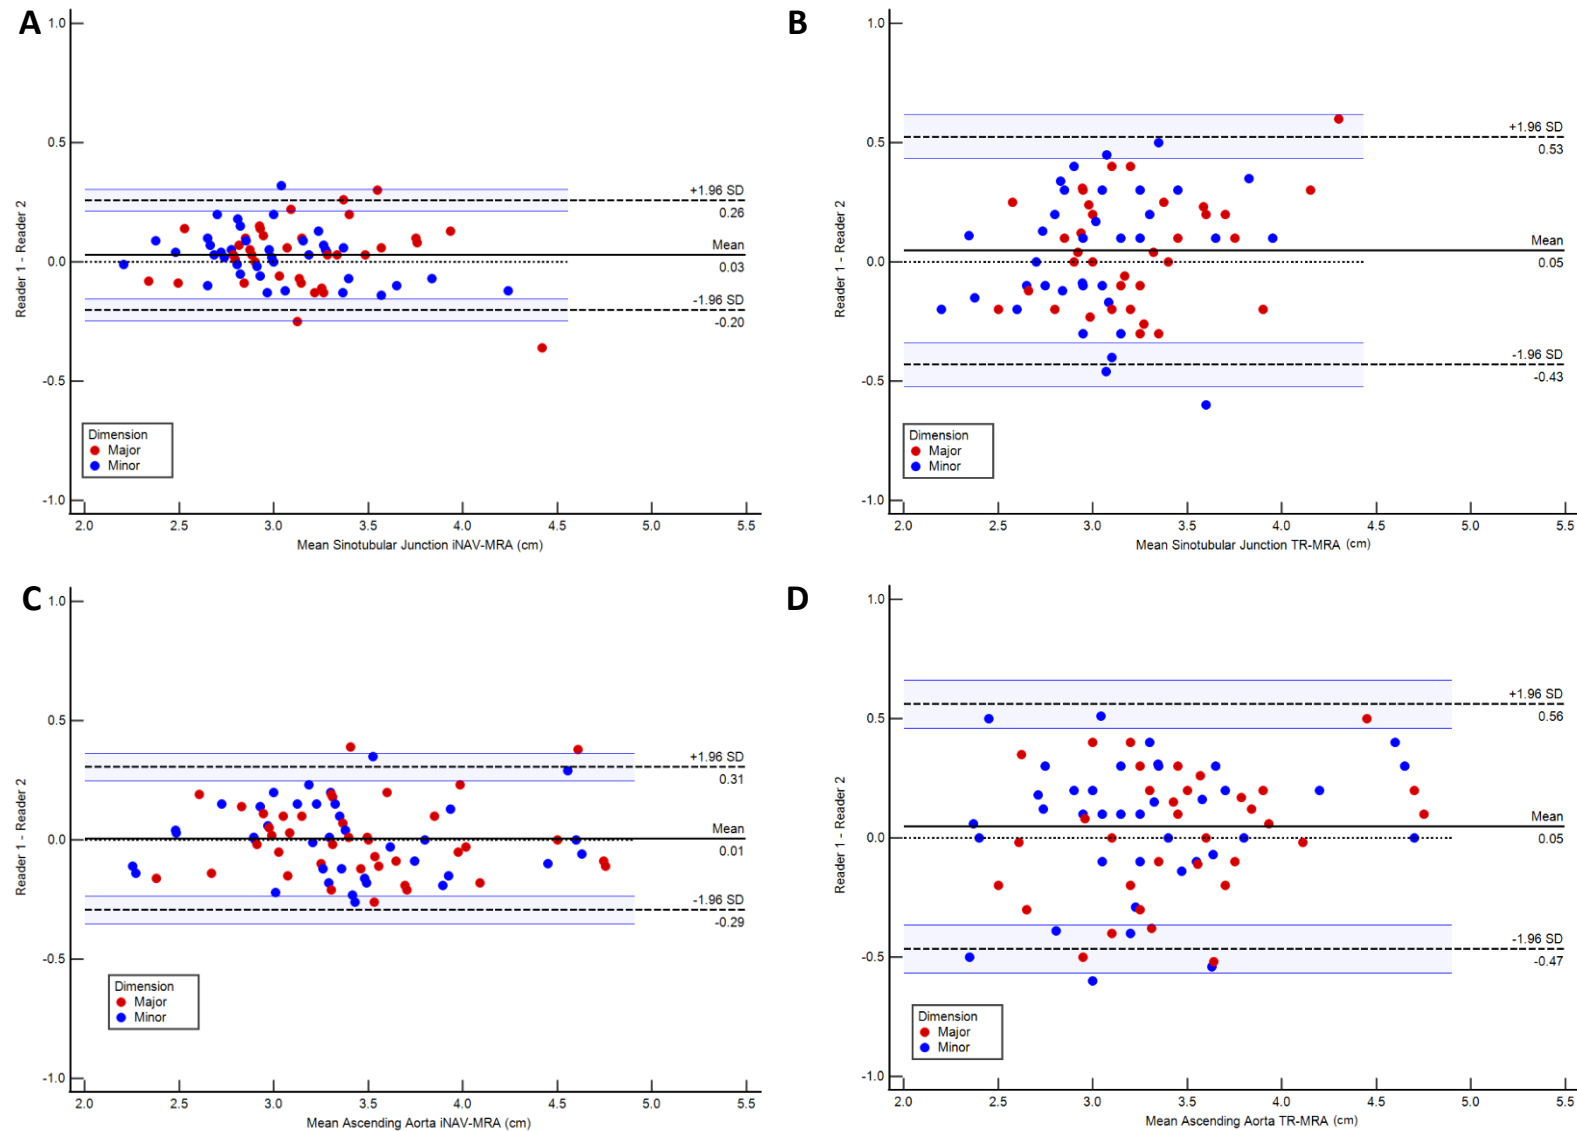 A
1.0
0.5
0.0
-0.5
-1.0
Reader 1 - Reader 2
+1.96 SD
0.26
Mean
0.03
-1.96 SD
-0.20
Dimension
Major
Minor
2.0 2.5 3.0 3.5 4.0 4.5 5.0 5.5
Mean Sinotubular Junction iNAV-MRA (cm)
B
1.0
0.5
0.0
-0.5
-1.0
Reader 1 - Reader 2
+1.96 SD
0.53
Mean
0.05
-1.96 SD
-0.43
Dimension
Major
Minor
2.0 2.5 3.0 3.5 4.0 4.5 5.0 5.5
Mean Sinotubular Junction TR-MRA (cm)
C
1.0
0.5
0.0
-0.5
-1.0
Reader 1 - Reader 2
+1.96 SD
0.31
Mean
0.01
-1.96 SD
-0.29
Dimension
Major
Minor
2.0 2.5 3.0 3.5 4.0 4.5 5.0 5.5
Mean Ascending Aorta iNAV-MRA (cm)
D
1.0
0.5
0.0
-0.5
-1.0
Reader 1 - Reader 2
+1.96 SD
0.56
Mean
0.05
-1.96 SD
-0.47
Dimension
Major
Minor
2.0 2.5 3.0 3.5 4.0 4.5 5.0 5.5
Mean Ascending Aorta TR-MRA (cm)